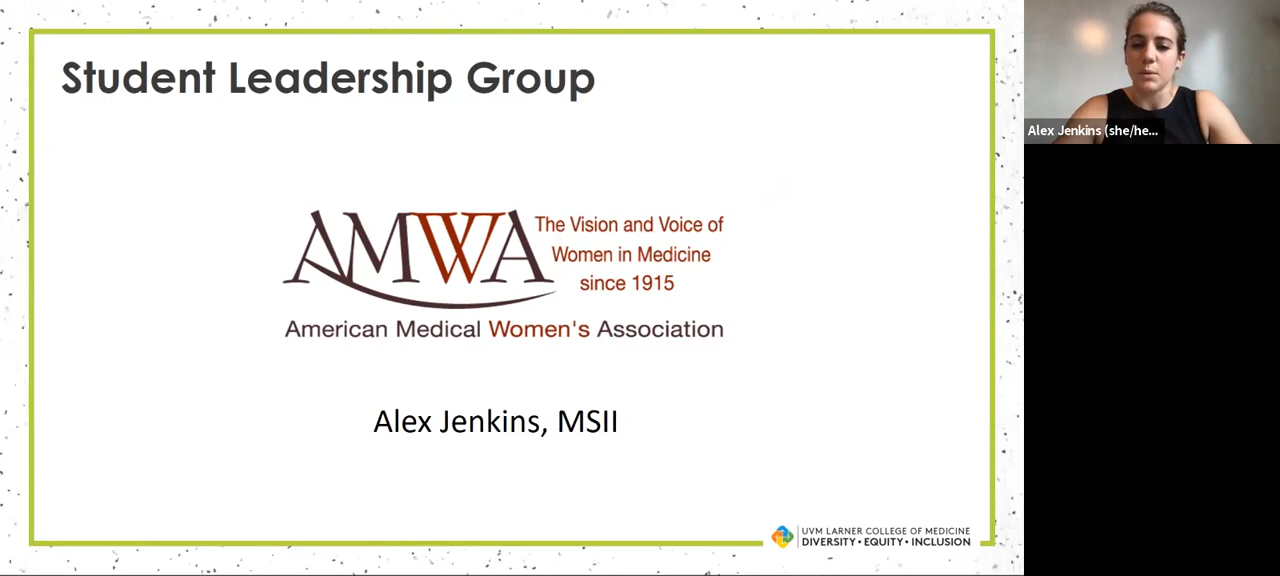 Student Leadership Group
AMWA
The Vision and Voice of
Women in Medicine
since 1915
American Medical Women's Association
Alex Jenkins, MSII
UVM LARNER COLLEGE OF MEDICINE
DIVERSITY • EQUITY • INCLUSION
Alex Jenkins (she/he...